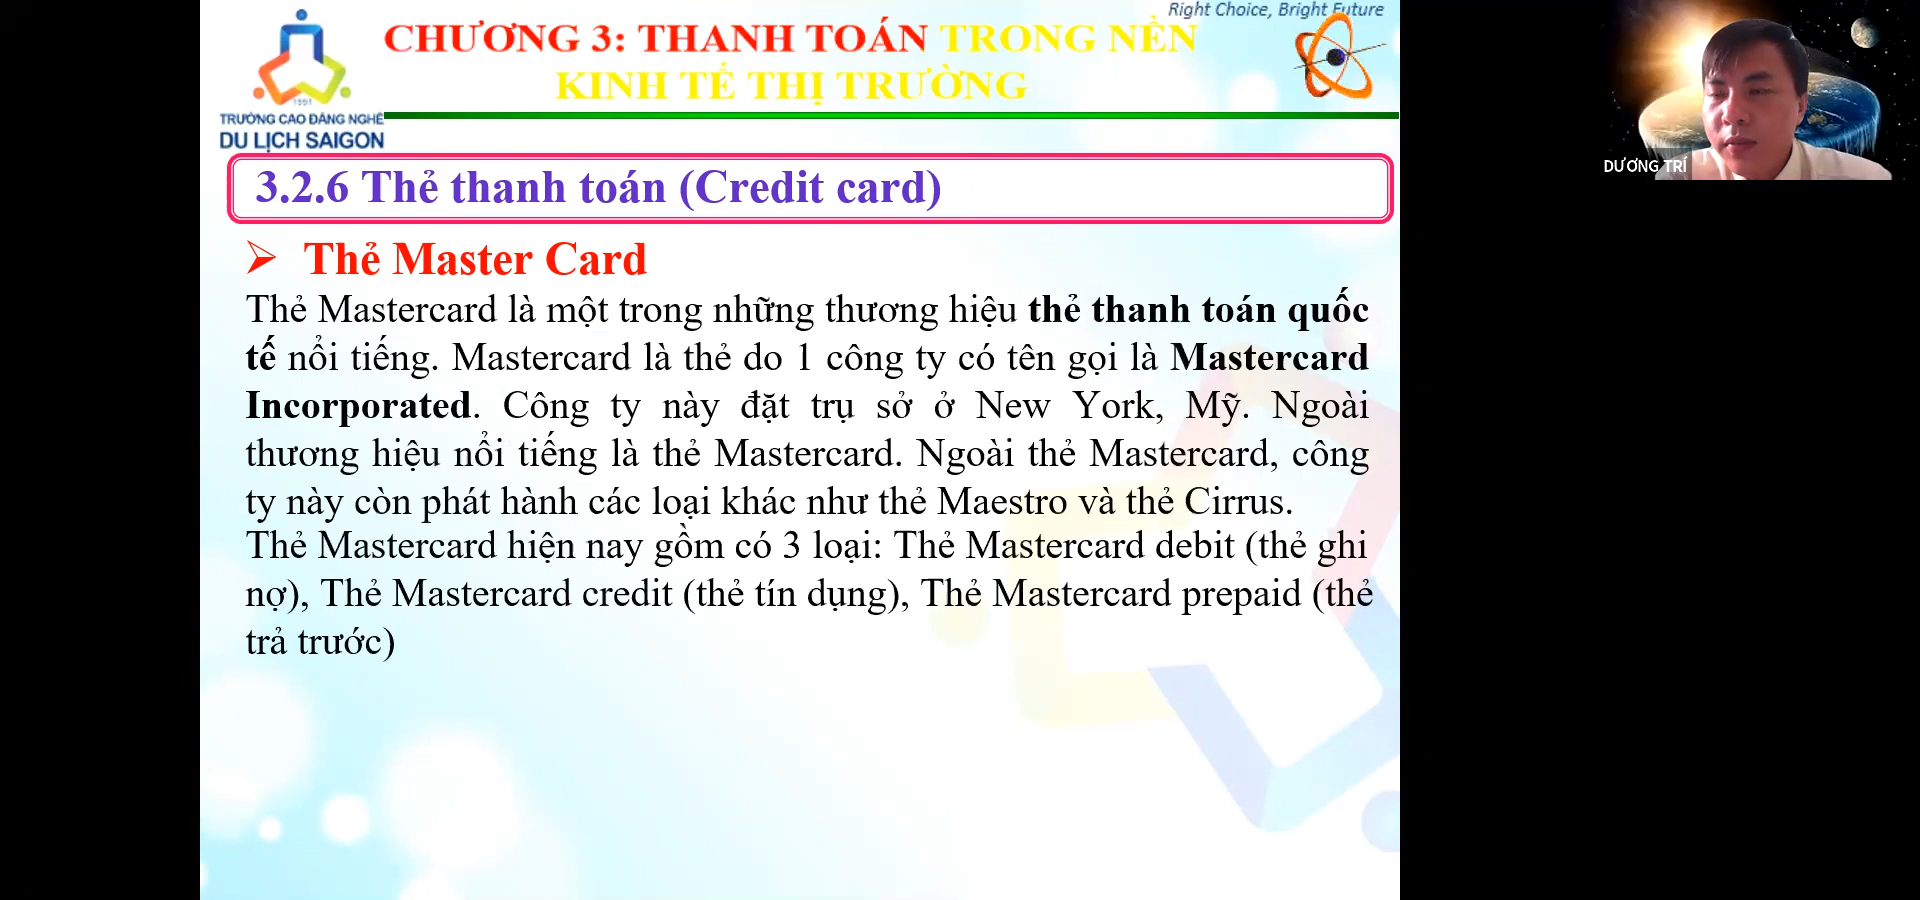 Right Choice, Bright Future
CHƯƠNG 3: THANH TOÁN TRONG NỀN
KINH TẾ THỊ TRƯỜNG
1991
TRƯỜNG CAO ĐẲNG NGHỀ
DU LỊCH SAIGON
3.2.6 Thẻ thanh toán (Credit card)
➢ Thẻ Master Card
Thẻ Mastercard là một trong những thương hiệu thẻ thanh toán quốc
tế nổi tiếng. Mastercard là thẻ do 1 công ty có tên gọi là Mastercard
Incorporated. Công ty này đặt trụ sở ở New York, Mỹ. Ngoài
thương hiệu nổi tiếng là thẻ Mastercard. Ngoài thẻ Mastercard, công
ty này còn phát hành các loại khác như thẻ Maestro và thẻ Cirrus.
Thẻ Mastercard hiện nay gồm có 3 loại: Thẻ Mastercard debit (thẻ ghi
nợ), Thẻ Mastercard credit (thẻ tín dụng), Thẻ Mastercard prepaid (thẻ
trả trước)
DƯƠNG TRÍ